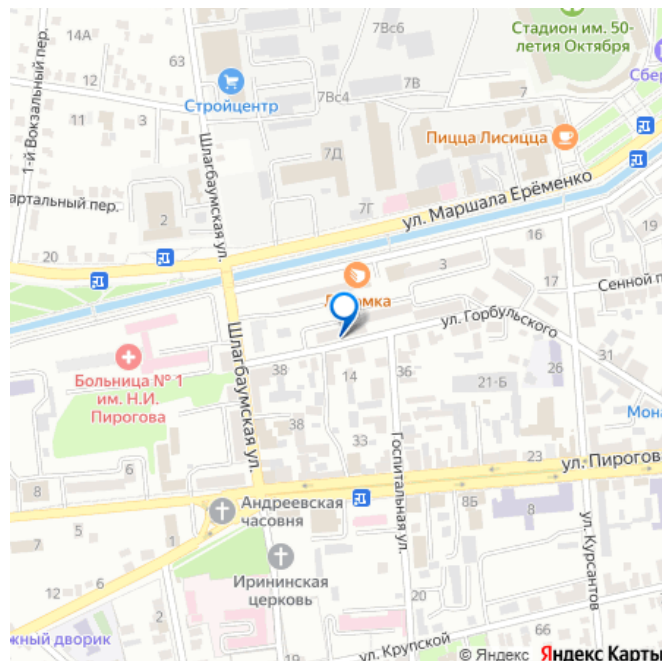 14А
63
7Вс6
Стадион им. 50-
летия Октября
12
Стройцентр
7Вс4
7В
7
Сбер
1-й Вокзальный пер.
11
3
Шлагбаумская ул.
7Д
Пицца Лисицца
артальный пер.
2
7Г
ул. Маршала Ерёменко
20
16
19
17
3
Сенной п
ул. Горбульского
Больница № 1
им. Н.И.
Пирогова
38
14
36
21-Б
26
31
Мона
Шлагбаумская ул.
38
33
Госпитальная ул.
23
ул. Пирогов
6
8
Андреевская
часовня
8Б
8
ул. Курсантов
7
5
1
Ирининская
церковь
12
6
20
жный дворик
14
19
ул. Крупской
66
© Яндекс Яндекс Карты